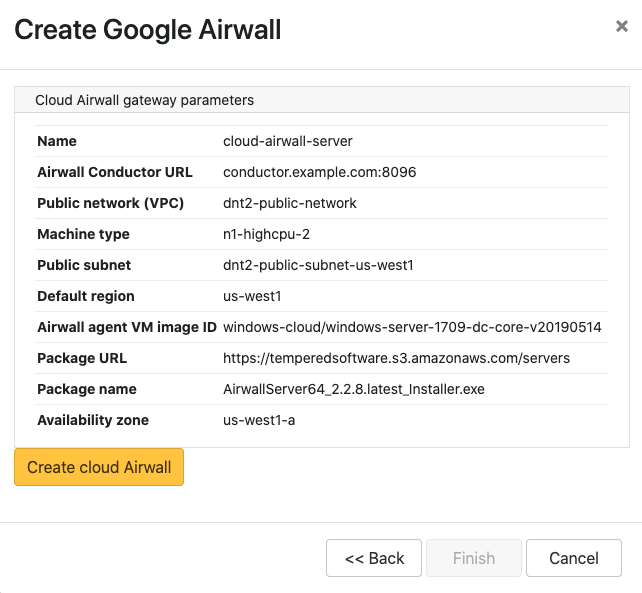 Create Google Airwall ×
Cloud Airwall gateway parameters
Name cloud-airwall-server
Airwall Conductor URL conductor.example.com:8096
Public network (VPC) dnt2-public-network
Machine type n1-highcpu-2
Public subnet dnt2-public-subnet-us-west1
Default region us-west1
Airwall agent VM image ID windows-cloud/windows-server-1709-dc-core-v20190514
Package URL https://temperedsoftware.s3.amazonaws.com/servers
Package name AirwallServer64_2.2.8.latest_Installer.exe
Availability zone us-west1-a
Create cloud Airwall
<< Back Finish Cancel